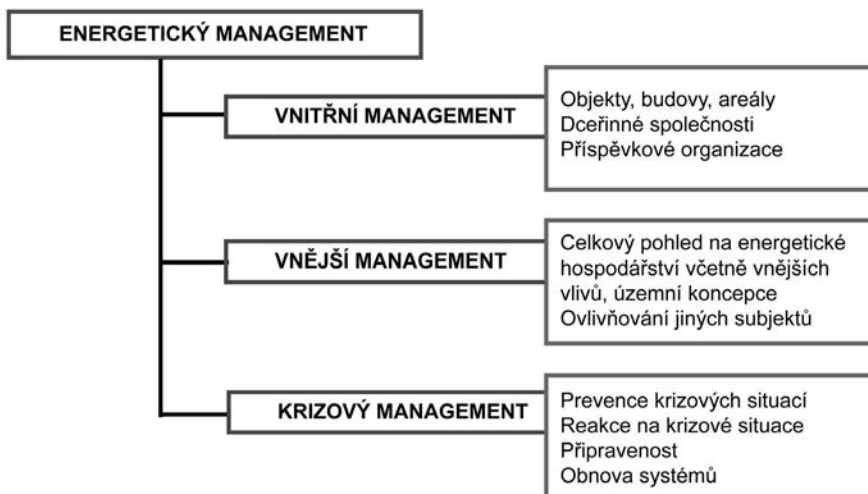 ENERGETICKÝ MANAGEMENT
VNITŘNÍ MANAGEMENT
Objekty, budovy, areály
Dceřinné společnosti
Příspěvkové organizace
VNĚJŠÍ MANAGEMENT
Celkový pohled na energetické
hospodářství včetně vnějších
vlivů, územní koncepce
Ovlivňování jiných subjektů
KRIZOVÝ MANAGEMENT
Prevence krizových situací
Reakce na krizové situace
Připravenost
Obnova systémů